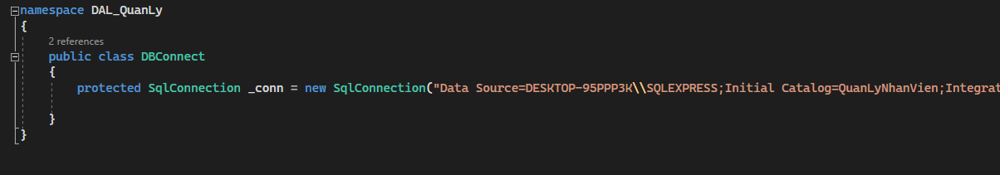 namespace DAL_QuanLy
{
2 references
public class DBConnect
{
protected SqlConnection _conn = new SqlConnection("Data Source=DESKTOP-95PPP3K\\SQLEXPRESS;Initial Catalog=QuanLyNhanVien;Integrat
}
}